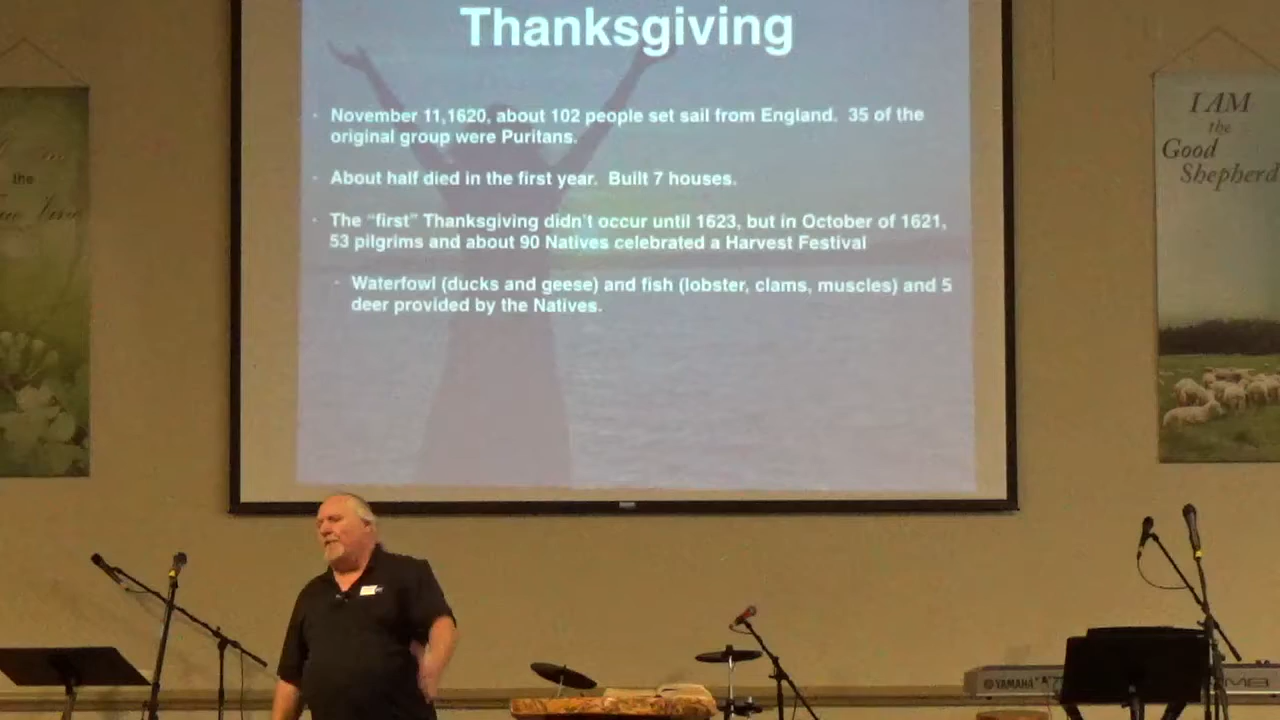 Thanksgiving
· November 11,1620, about 102 people set sail from England. 35 of the
original group were Puritans.
· About half died in the first year. Built 7 houses.
· The “first” Thanksgiving didn’t occur until 1623, but in October of 1621,
53 pilgrims and about 90 Natives celebrated a Harvest Festival
· Waterfowl (ducks and geese) and fish (lobster, clams, muscles) and 5
deer provided by the Natives.
the
I AM
the
Good
Shepherd
YAMAHA